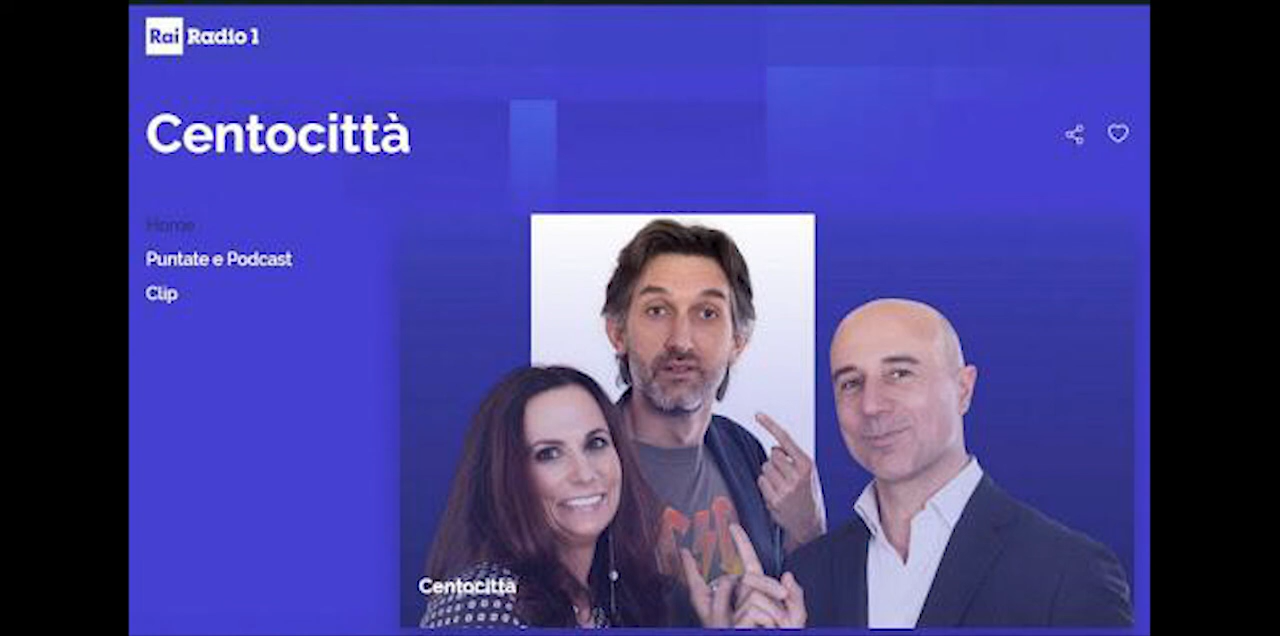 Rai Radio 1
Centocittà
Home
Puntate e Podcast
Clip
Centocittà